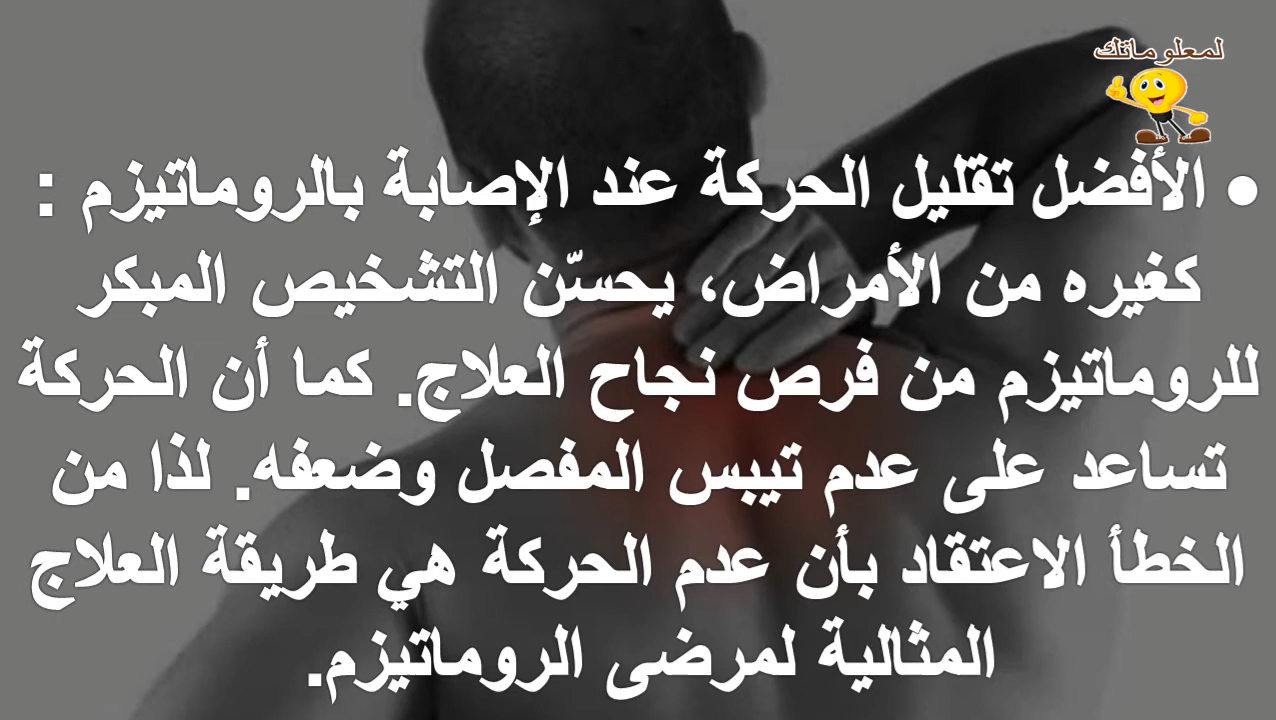 لمعلوماتك
• الأفضل تقليل الحركة عند الإصابة بالروماتيزم :
كغيره من الأمراض، يحسّن التشخيص المبكر
للروماتيزم من فرص نجاح العلاج. كما أن الحركة
تساعد على عدم تيبس المفصل وضعفه. لذا من
الخطأ الاعتقاد بأن عدم الحركة هي طريقة العلاج
المثالية لمرضى الروماتيزم.